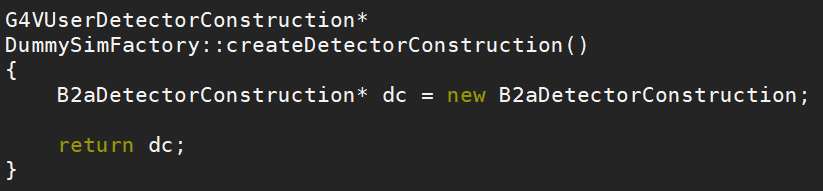 G4VUserDetectorConstruction*
DummySimFactory::createDetectorConstruction()
{
    B2aDetectorConstruction* dc = new B2aDetectorConstruction;

    return dc;
}